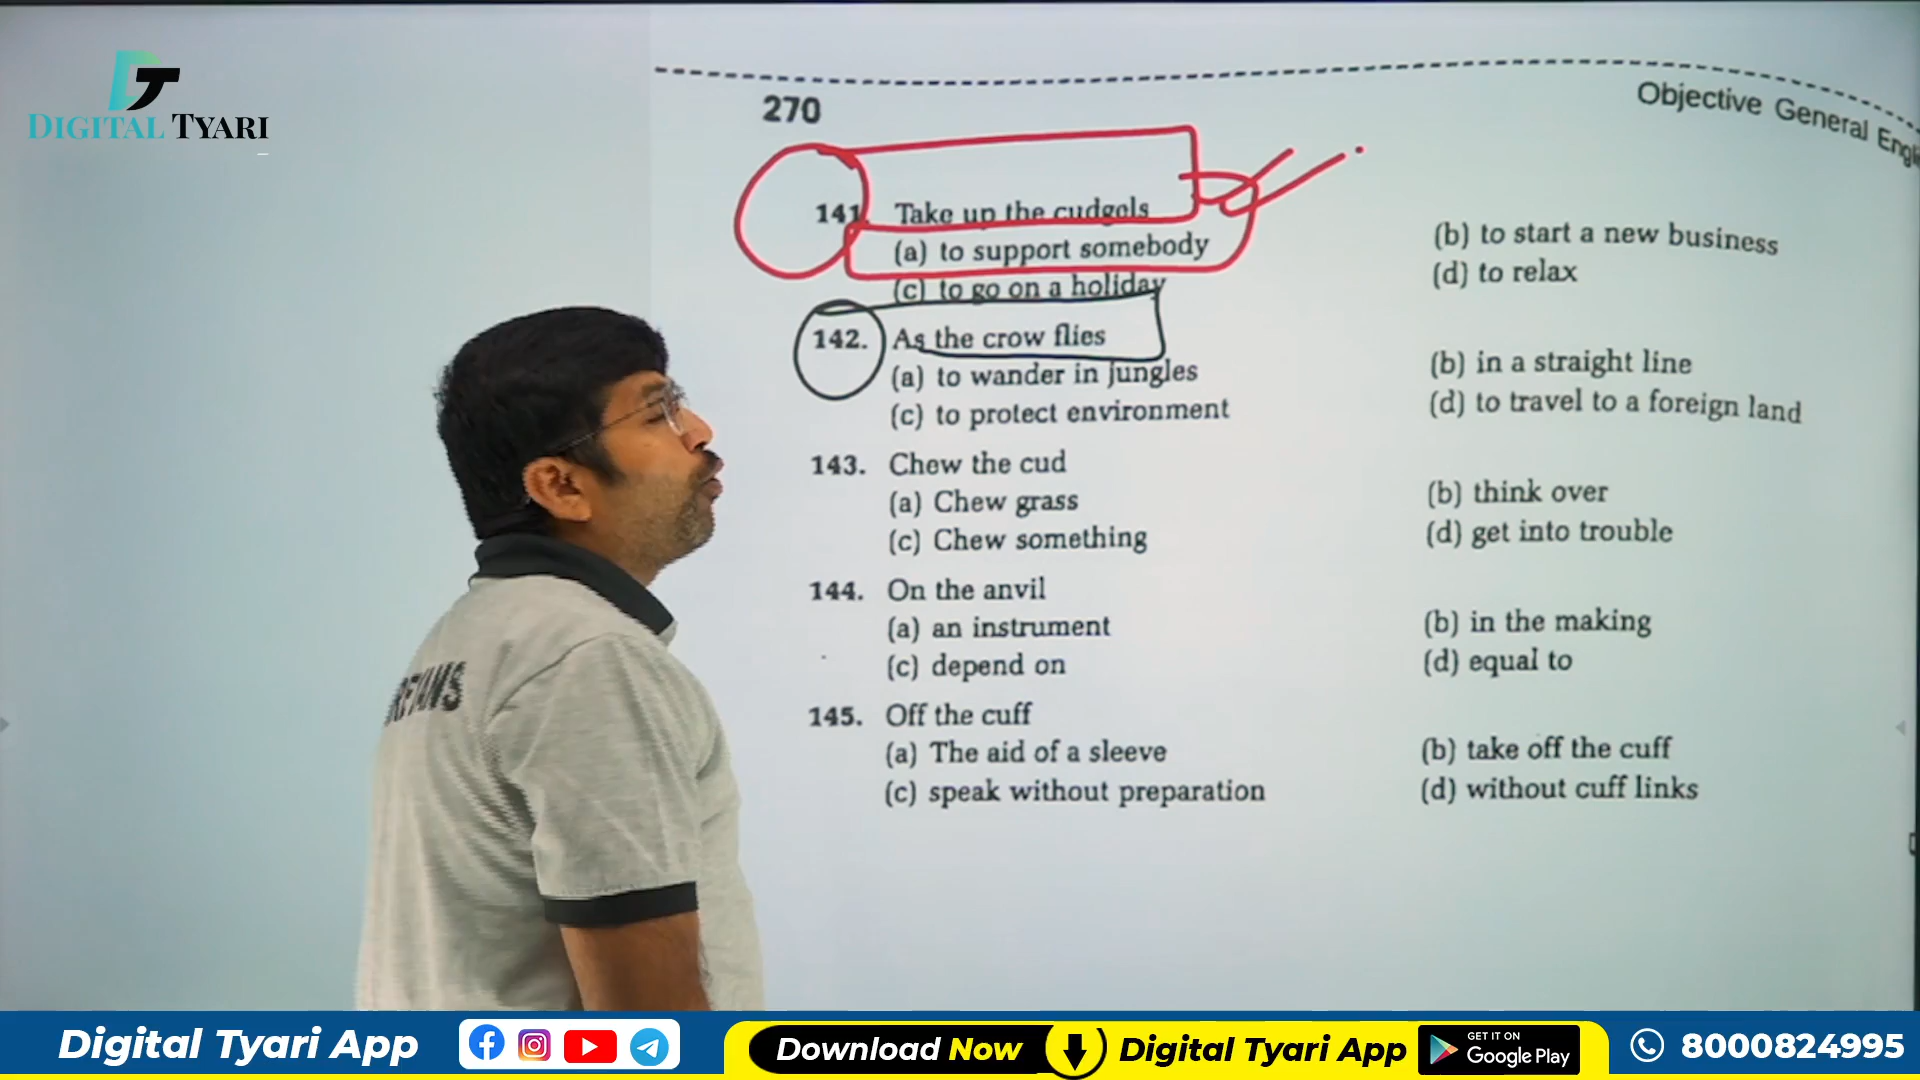 DIGITAL TYARI
270
Objective General
141. Take up the cudgels
(a) to support somebody
(b) to start a new business
(c) to go on a holiday
(d) to relax
142. As the crow flies
(a) to wander in jungles
(b) in a straight line
(c) to protect environment
(d) to travel to a foreign land
143. Chew the cud
(a) Chew grass
(b) think over
(c) Chew something
(d) get into trouble
144. On the anvil
(a) an instrument
(b) in the making
(c) depend on
(d) equal to
145. Off the cuff
(a) The aid of a sleeve
(b) take off the cuff
(c) speak without preparation
(d) without cuff links
Digital Tyari App
Download Now
Digital Tyari App
GET IT ON
Google Play
8000824995